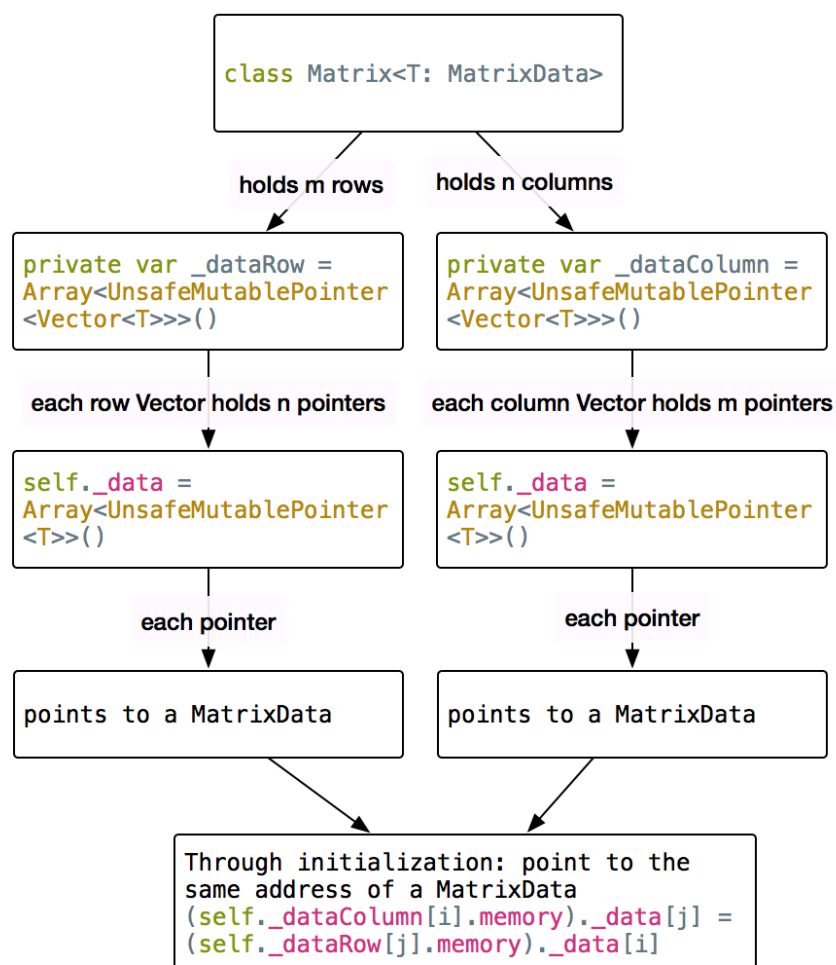 class Matrix<T: MatrixData>
holds m rows
holds n columns
private var _dataRow =
Array<UnsafeMutablePointer
<Vector<T>>>()
private var _dataColumn =
Array<UnsafeMutablePointer
<Vector<T>>>()
each row Vector holds n pointers
each column Vector holds m pointers
self._data =
Array<UnsafeMutablePointer
<T>>()
self._data =
Array<UnsafeMutablePointer
<T>>()
each pointer
each pointer
points to a MatrixData
points to a MatrixData
Through initialization: point to the
same address of a MatrixData
(self._dataColumn[i].memory)._data[j] =
(self._dataRow[j].memory)._data[i]